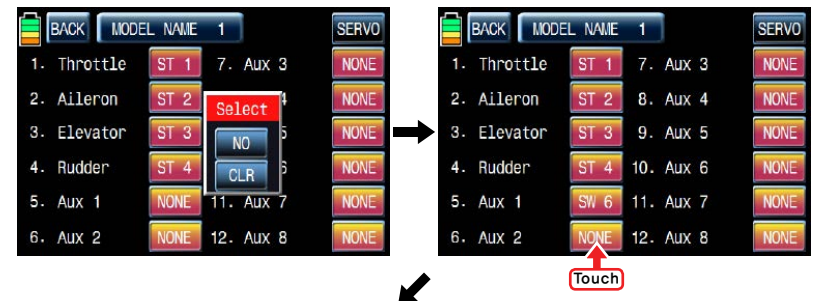 BACK MODEL NAME 1 SERVO
1. Throttle ST 1 7. Aux 3 NONE
2. Aileron ST 2 4 NONE
3. Elevator ST 3 5 NONE
4. Rudder ST 4 6 NONE
5. Aux 1 NONE 11. Aux 7 NONE
6. Aux 2 NONE 12. Aux 8 NONE
Select
NO
CLR
BACK MODEL NAME 1 SERVO
1. Throttle ST 1 7. Aux 3 NONE
2. Aileron ST 2 8. Aux 4 NONE
3. Elevator ST 3 9. Aux 5 NONE
4. Rudder ST 4 10. Aux 6 NONE
5. Aux 1 SW 6 11. Aux 7 NONE
6. Aux 2 NONE 12. Aux 8 NONE
Touch